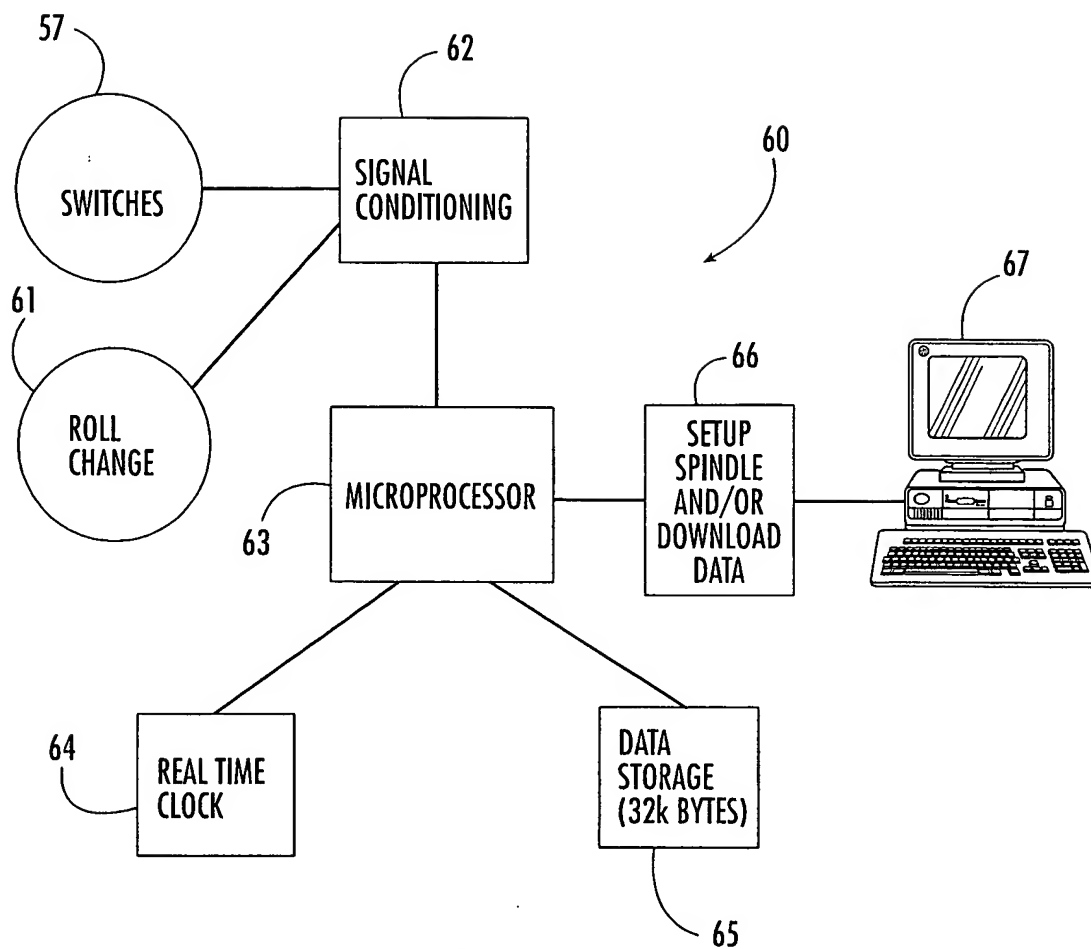 57
62
SWITCHES
SIGNAL
CONDITIONING
60
61
ROLL
CHANGE
67
66
MICROPROCESSOR
63
SETUP
SPINDLE
AND/OR
DOWNLOAD
DATA
64
REAL TIME
CLOCK
DATA
STORAGE
(32k BYTES)
65